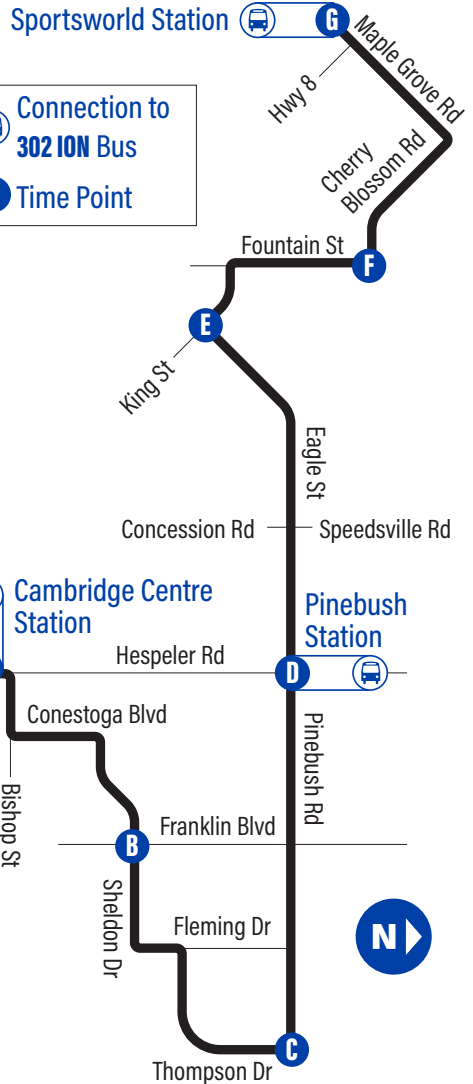 Sportsworld Station
G
Maple Grove Rd
Hwy 8
Connection to
302 ION Bus
Time Point
Cherry
Blossom Rd
Fountain St
F
E
King St
Eagle St
Concession Rd
Speedsville Rd
Cambridge Centre
Station
Pinebush
Station
Hespeler Rd
D
Conestoga Blvd
Pinebush Rd
Bishop St
Franklin Blvd
B
Sheldon Dr
Fleming Dr
N
C
Thompson Dr